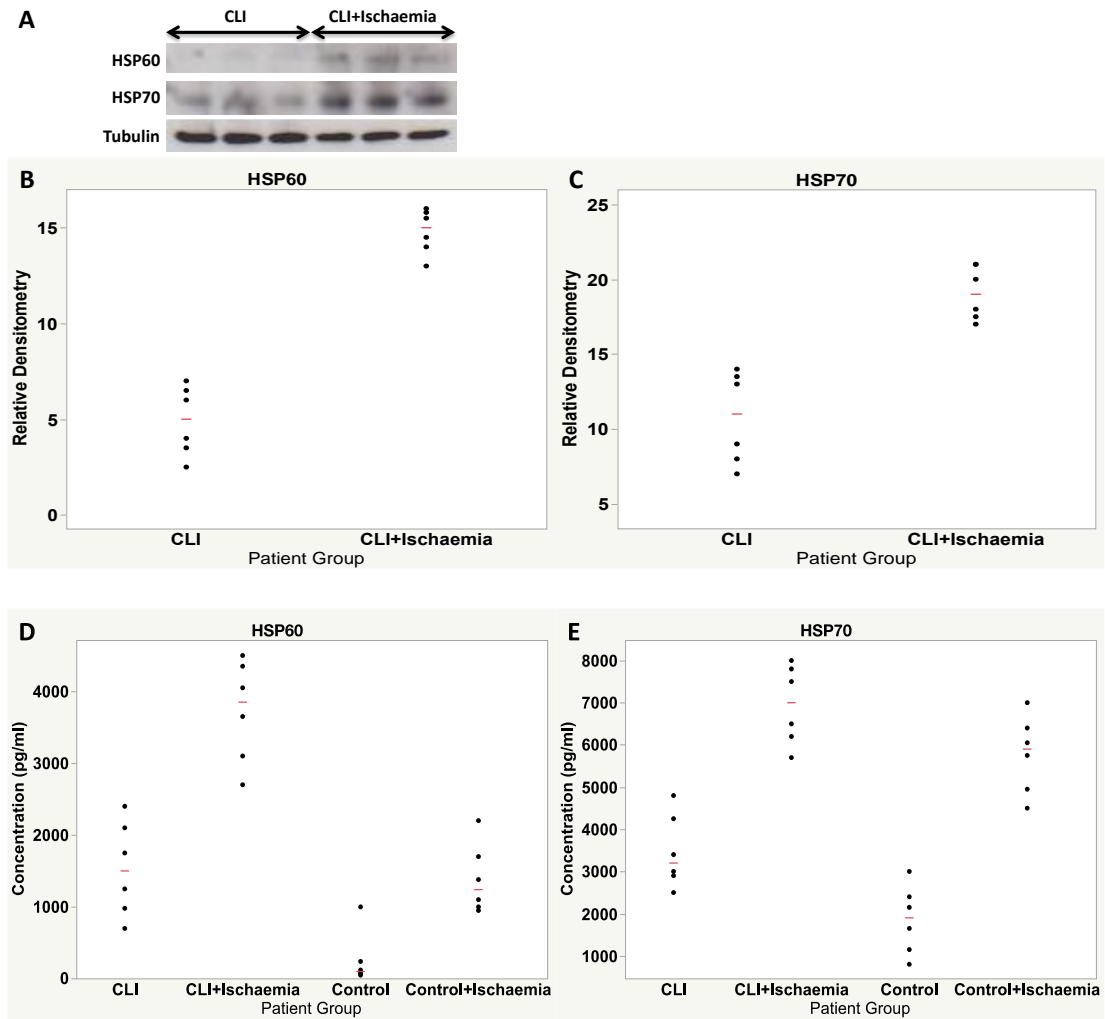 A
CLI
CLI+Ischaemia
HSP60
HSP70
Tubulin
B
HSP60
Relative Densitometry
15
10
5
0
CLI
CLI+Ischaemia
Patient Group
C
HSP70
Relative Densitometry
25
20
15
10
5
CLI
CLI+Ischaemia
Patient Group
D
HSP60
Concentration (pg/ml)
4000
3000
2000
1000
0
CLI
CLI+Ischaemia
Control
Control+Ischaemia
Patient Group
E
HSP70
Concentration (pg/ml)
8000
7000
6000
5000
4000
3000
2000
1000
CLI
CLI+Ischaemia
Control
Control+Ischaemia
Patient Group